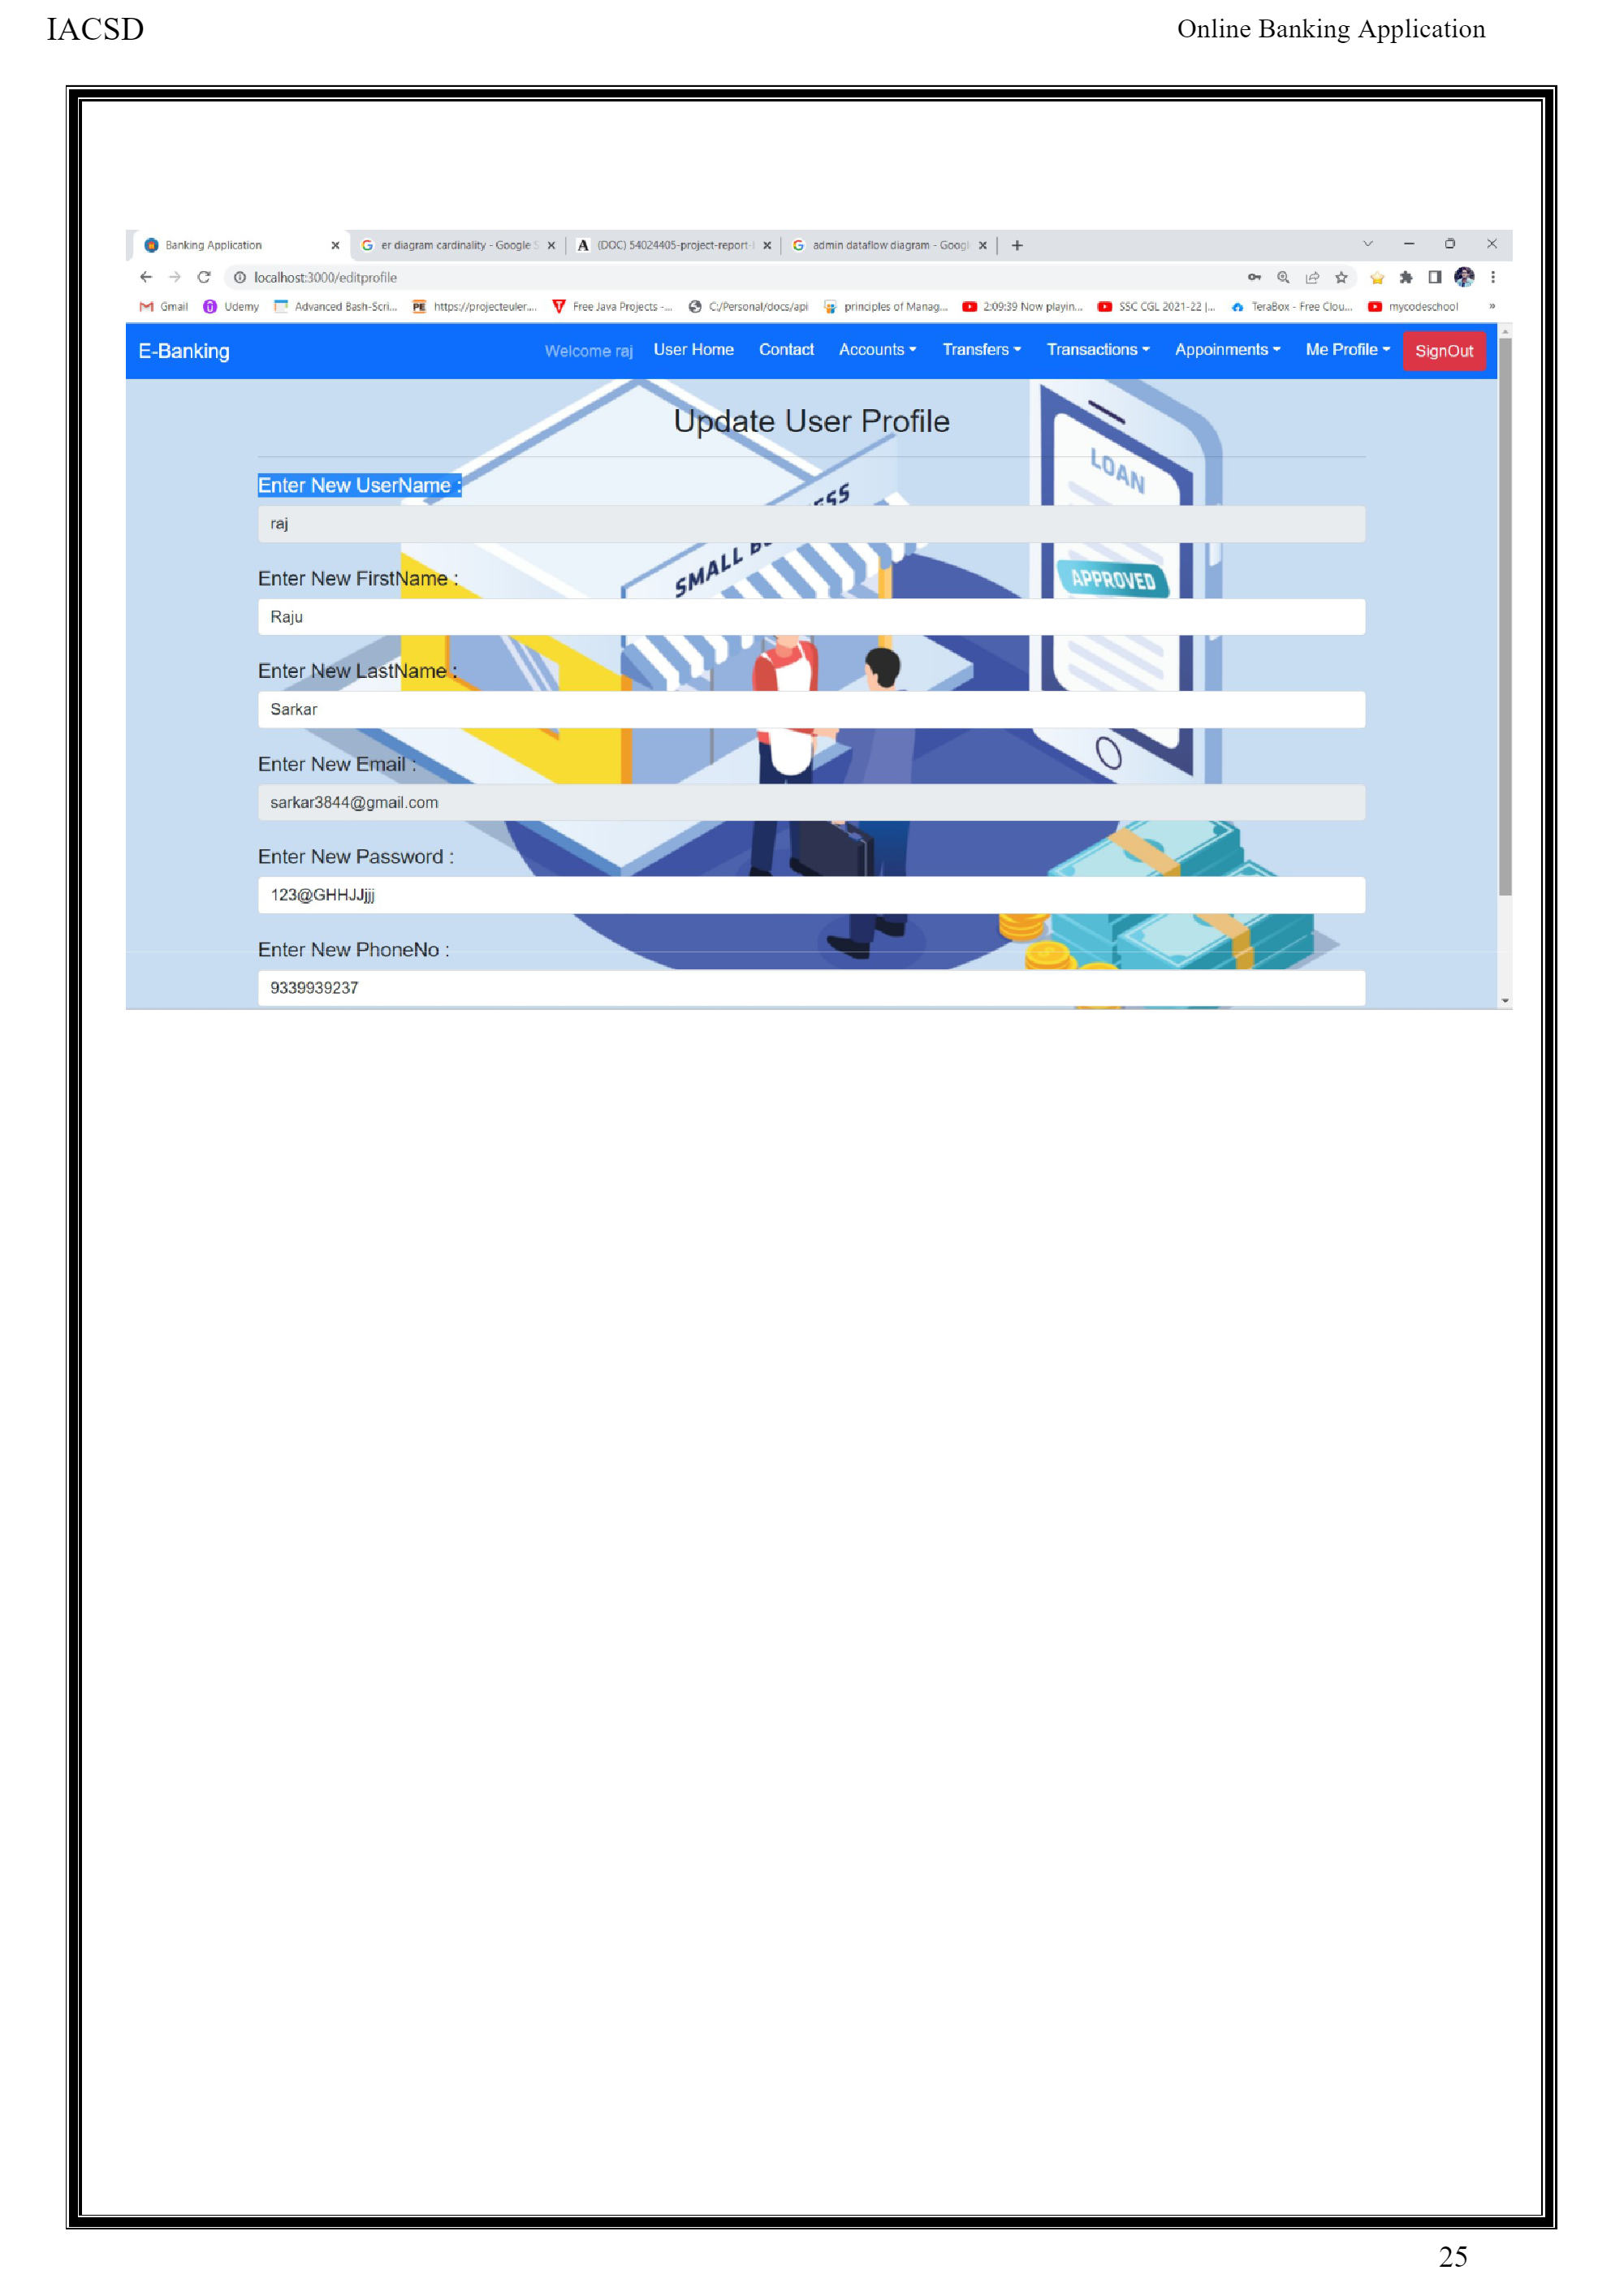 IACSD Online Banking Application
Banking Application er diagram cardinality - Google S (DOC) 54024405-project-report- admin dataflow diagram - Googl
localhost:3000/editprofile
Gmail Udemy Advanced Bash-Scri... PE https://projecteuler.... Free Java Projects -... C:/Personal/docs/api principles of Manag... 2:09:39 Now playin... SSC CGL 2021-22 |... TeraBox - Free Clou... mycodeschool »
E-Banking Welcome raj User Home Contact Accounts Transfers Transactions Appoinments Me Profile SignOut
Update User Profile
LOAN
Enter New UserName :
raj
SMALL
APPROVED
Enter New FirstName :
Raju
Enter New LastName :
Sarkar
Enter New Email :
sarkar3844@gmail.com
Enter New Password :
123@GHHJJjjj
Enter New PhoneNo :
9339939237
25